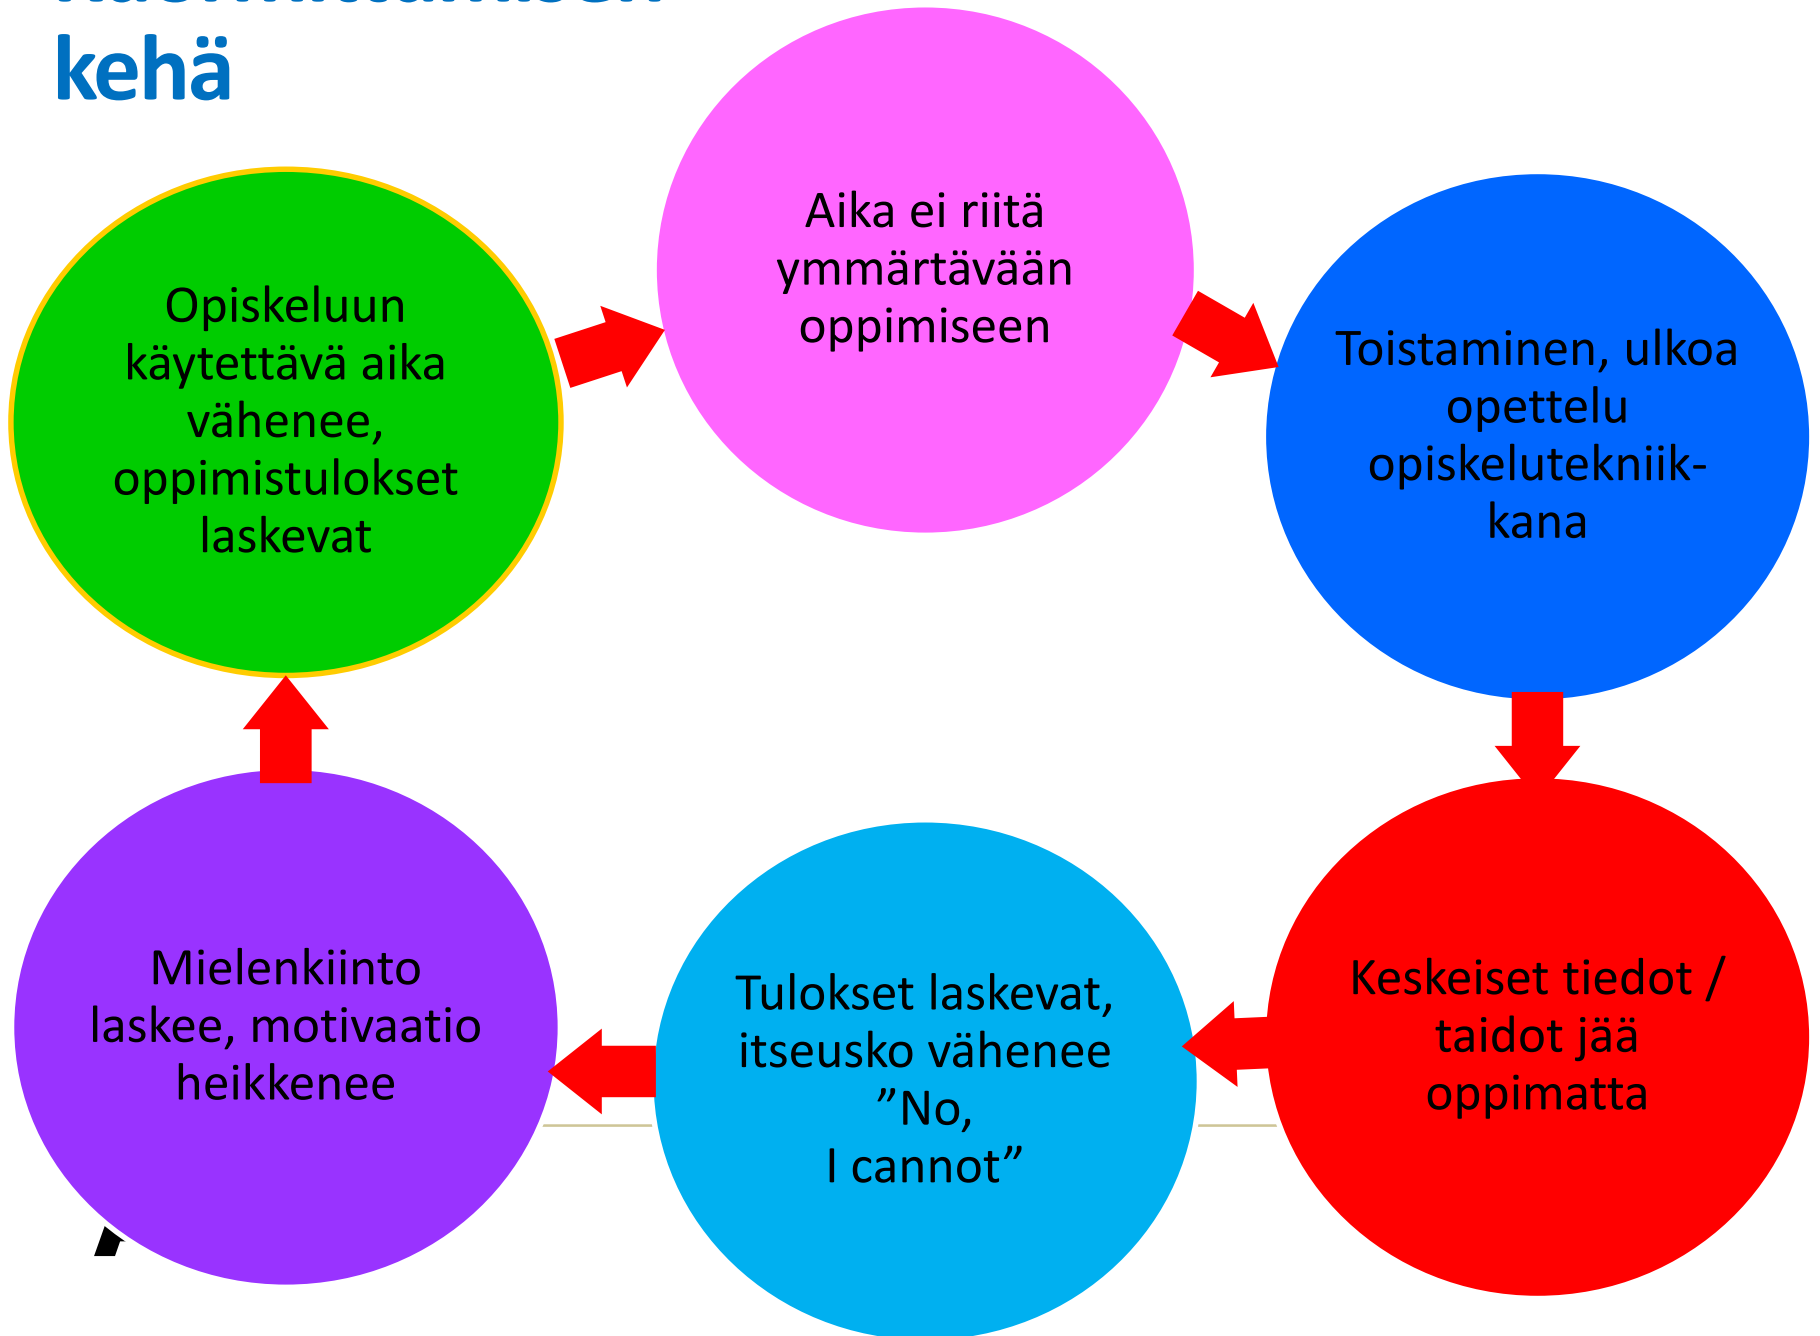 kehä
Aika ei riitä
ymmärtävään
oppimiseen
Toistaminen, ulkoa
opettelu
opiskelutekniik-
kana
Keskeiset tiedot /
taidot jää
oppimatta
Tulokset laskevat,
itseusko vähenee
”No,
I cannot”
Mielenkiinto
laskee, motivaatio
heikkenee
Opiskeluun
käytettävä aika
vähenee,
oppimistulokset
laskevat